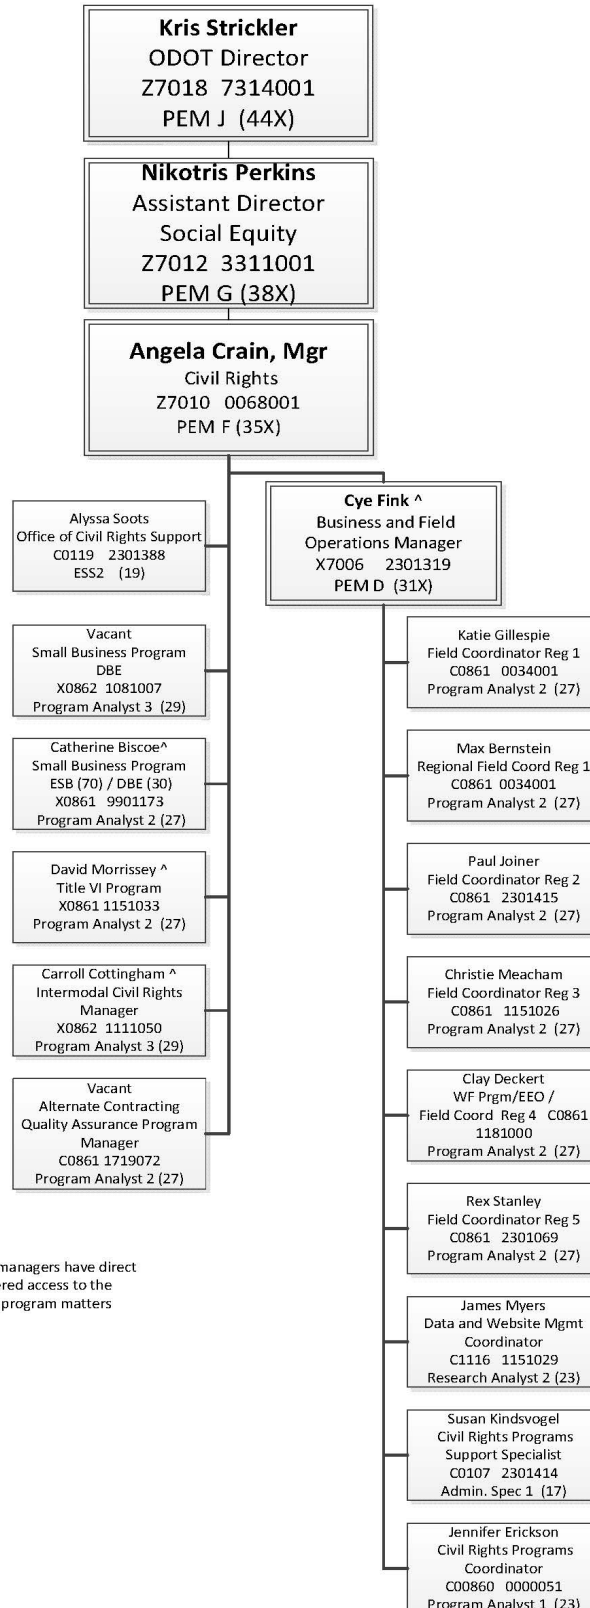 Kris Strickler
ODOT Director
Z7018 7314001
PEM J (44X)
Nikotris Perkins
Assistant Director
Social Equity
Z7012 3311001
PEM G (38X)
Angela Crain, Mgr
Civil Rights
Z7010 0068001
PEM F (35X)
Cye Fink ^
Business and Field
Operations Manager
X7006 2301319
PEM D (31X)
Alyssa Soots
Office of Civil Rights Support
C0119 2301388
ESS2 (19)
Vacant
Small Business Program
DBE
X0862 1081007
Program Analyst 3 (29)
Catherine Biscoe^
Small Business Program
ESB (70) / DBE (30)
X0861 9901173
Program Analyst 2 (27)
David Morrissey ^
Title VI Program
X0861 1151033
Program Analyst 2 (27)
Carroll Cottingham ^
Intermodal Civil Rights
Manager
X0862 1111050
Program Analyst 3 (29)
Vacant
Alternate Contracting
Quality Assurance Program
Manager
C0861 1719072
Program Analyst 2 (27)
Katie Gillespie
Field Coordinator Reg 1
C0861 0034001
Program Analyst 2 (27)
Max Bernstein
Regional Field Coord Reg 1
C0861 0034001
Program Analyst 2 (27)
Paul Joiner
Field Coordinator Reg 2
C0861 2301415
Program Analyst 2 (27)
Christie Meacham
Field Coordinator Reg 3
C0861 1151026
Program Analyst 2 (27)
Clay Deckert
WF Prgm/EEO /
Field Coord Reg 4 C0861
1181000
Program Analyst 2 (27)
Rex Stanley
Field Coordinator Reg 5
C0861 2301069
Program Analyst 2 (27)
James Myers
Data and Website Mgmt
Coordinator
C1116 1151029
Research Analyst 2 (23)
Susan Kindsvogel
Civil Rights Programs
Support Specialist
C0107 2301414
Admin. Spec 1 (17)
Jennifer Erickson
Civil Rights Programs
Coordinator
C00860 0000051
Program Analyst 1 (23)
managers have direct
ered access to the
program matters